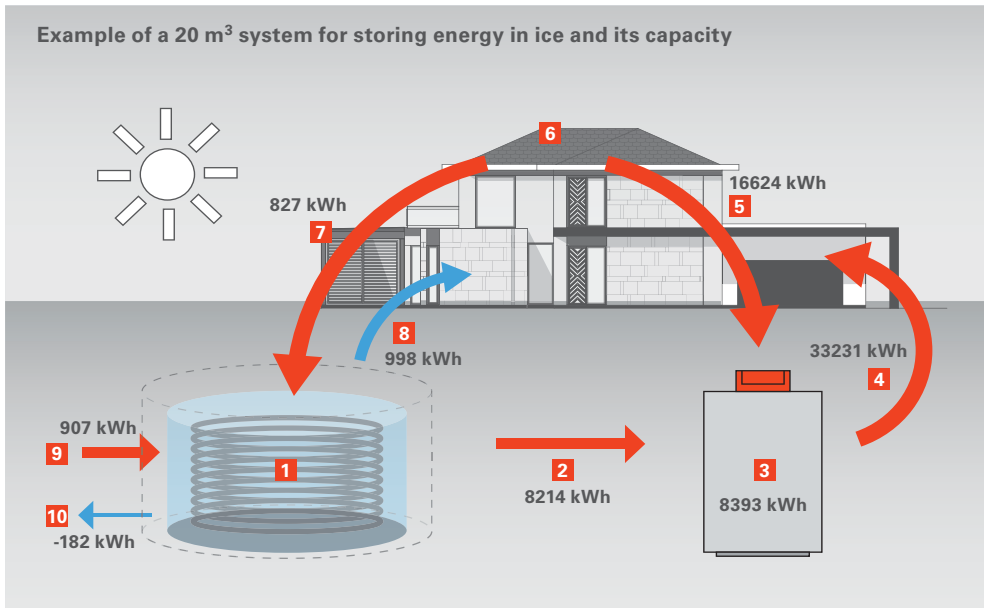 Example of a 20 m³ system for storing energy in ice and its capacity
6
16624 kWh
5
827 kWh
7
8
998 kWh
33231 kWh
4
907 kWh
9
1
2
8214 kWh
3
8393 kWh
10
-182 kWh